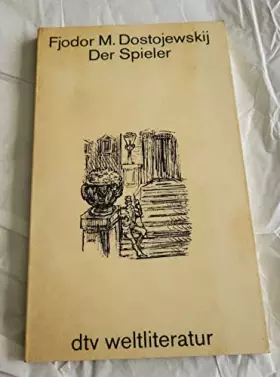 Fjodor M. Dostojewskij
Der Spieler
dtv weltliteratur